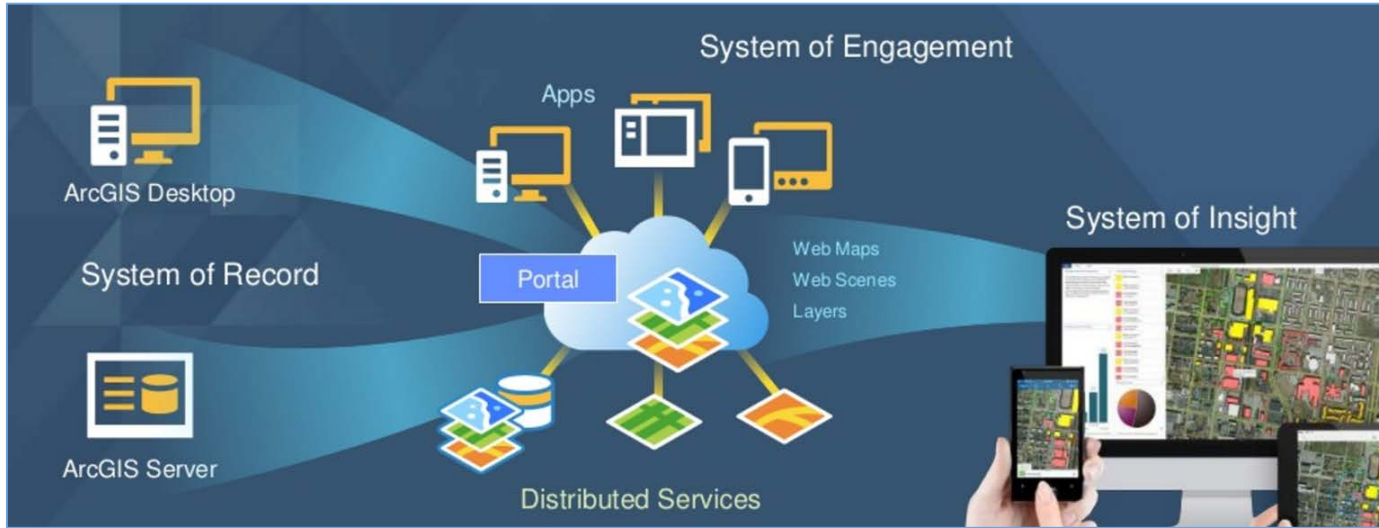 System of Engagement
Apps
ArcGIS Desktop
System of Record
Portal
Web Maps
Web Scenes
Layers
System of Insight
ArcGIS Server
Distributed Services